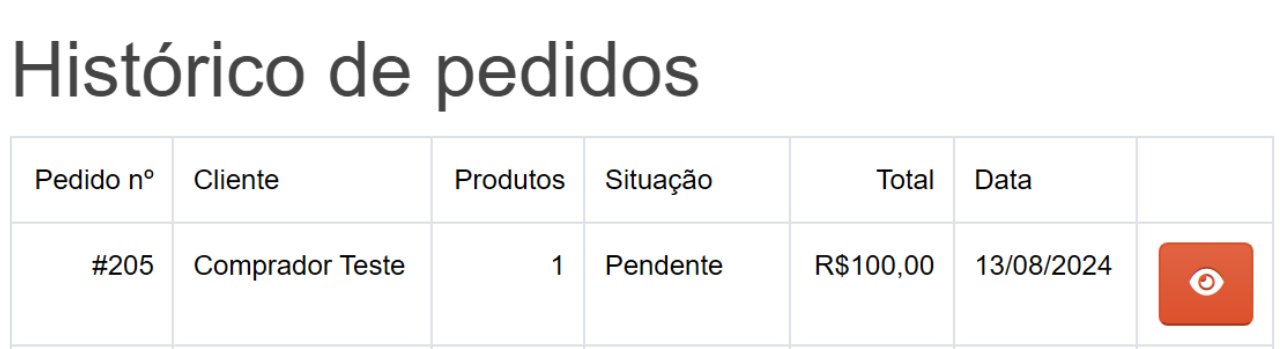 Histórico de pedidos
Pedido nº Cliente Produtos Situação Total Data
#205 Comprador Teste 1 Pendente R$100,00 13/08/2024